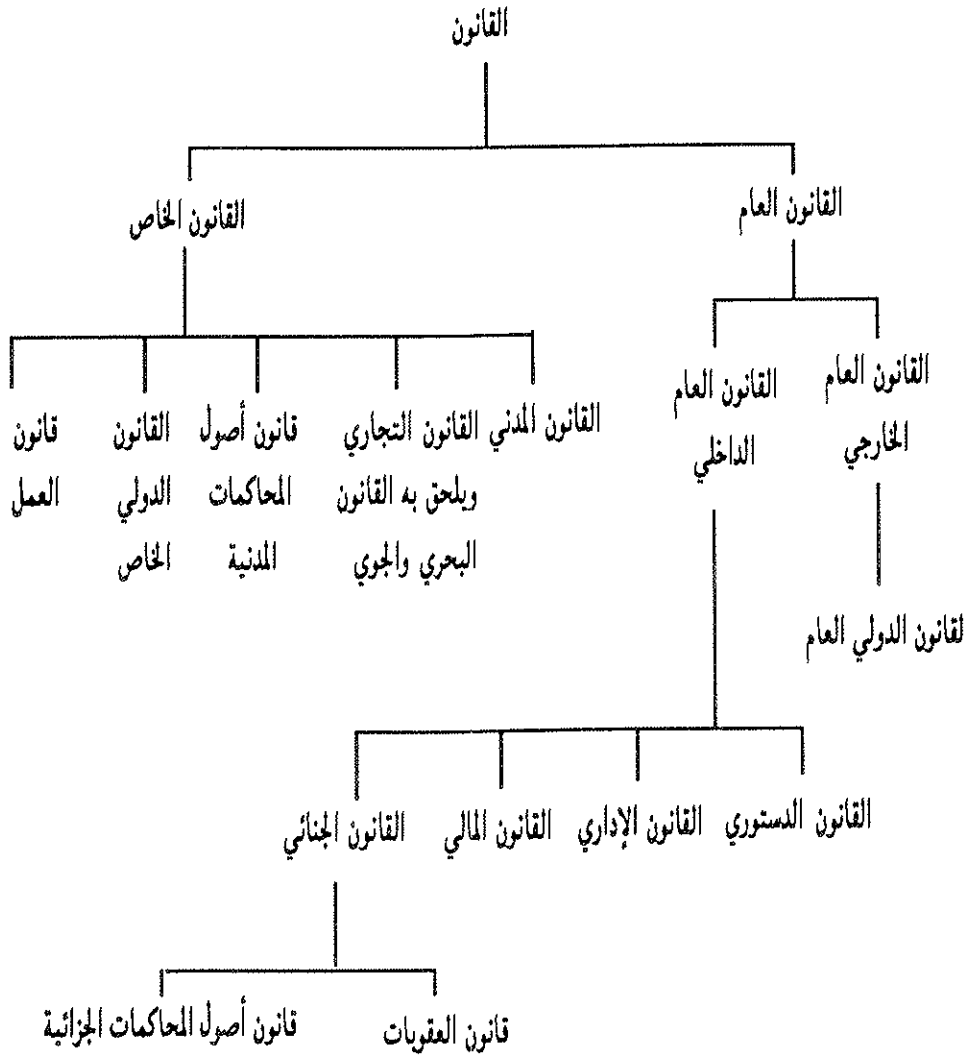 القانون
القانون العام
القانون الخاص
القانون العام
الخارجي
القانون العام
الداخلي
القانون المدني
القانون التجاري
ويلحق به القانون
البحري والجوي
قانون أصول
المحاكمات
المدنية
القانون
الدولي
الخاص
قانون
العمل
لقانون الدولي العام
القانون الدستوري
القانون الإداري
القانون المالي
القانون الجنائي
قانون العقوبات
قانون أصول المحاكمات الجزائية